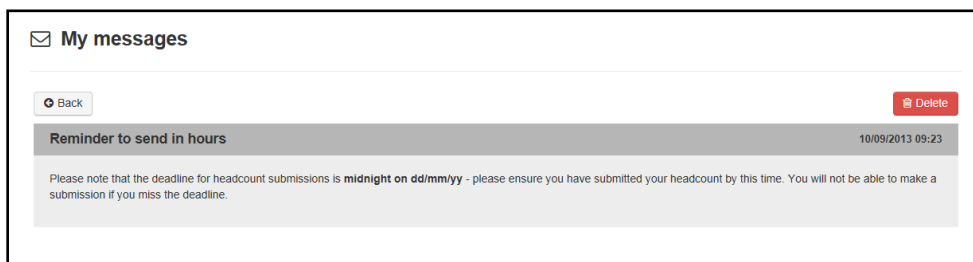 My messages
Back
Delete
Reminder to send in hours
10/09/2013 09:23
Please note that the deadline for headcount submissions is midnight on dd/mm/yy - please ensure you have submitted your headcount by this time. You will not be able to make a
submission if you miss the deadline.